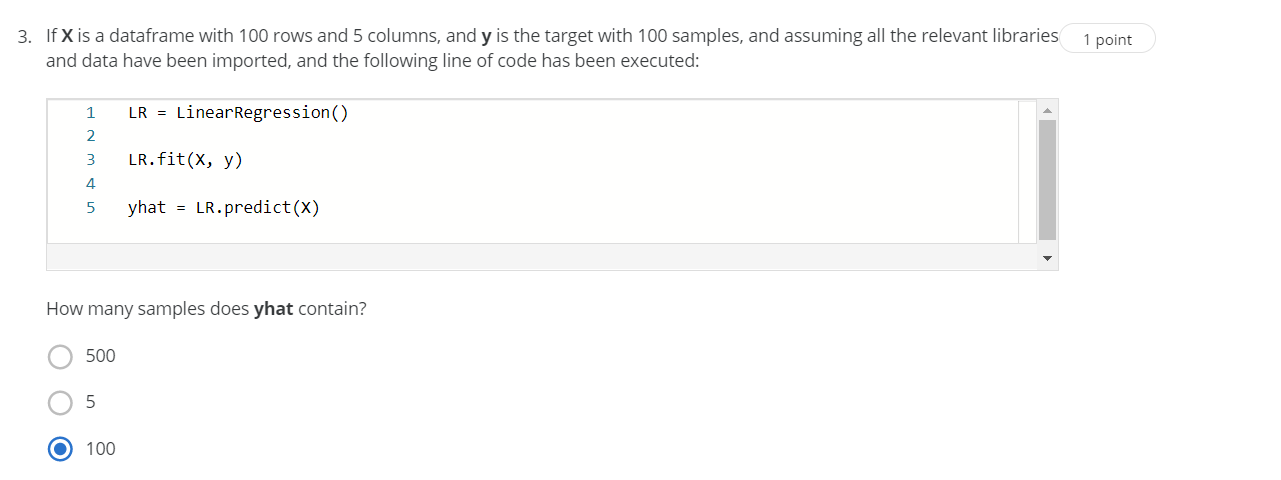 3. If X is a dataframe with 100 rows and 5 columns, and y is the target with 100 samples, and assuming all the relevant libraries 1 point
and data have been imported, and the following line of code has been executed:
1 LR = LinearRegression()
2
3 LR.fit(X, y)
4
5 yhat = LR.predict(X)
How many samples does yhat contain?
500
5
100